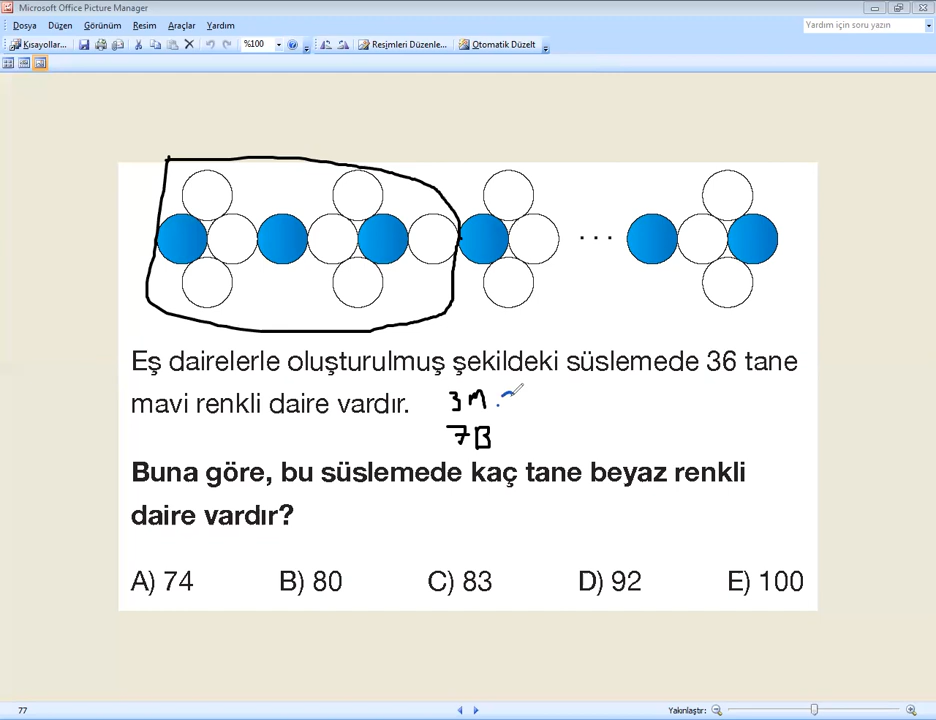 Microsoft Office Picture Manager
Dosya Düzen Görünüm Resim Araçlar Yardım
Yardım için soru yazın
Kısayollar... %100 Resimleri Düzenle... Otomatik Düzelt
Eş dairelerle oluşturulmuş şekildeki süslemede 36 tane
mavi renkli daire vardır.
3M .
7B
Buna göre, bu süslemede kaç tane beyaz renkli
daire vardır?
A) 74 B) 80 C) 83 D) 92 E) 100
77 Yakınlaştır: